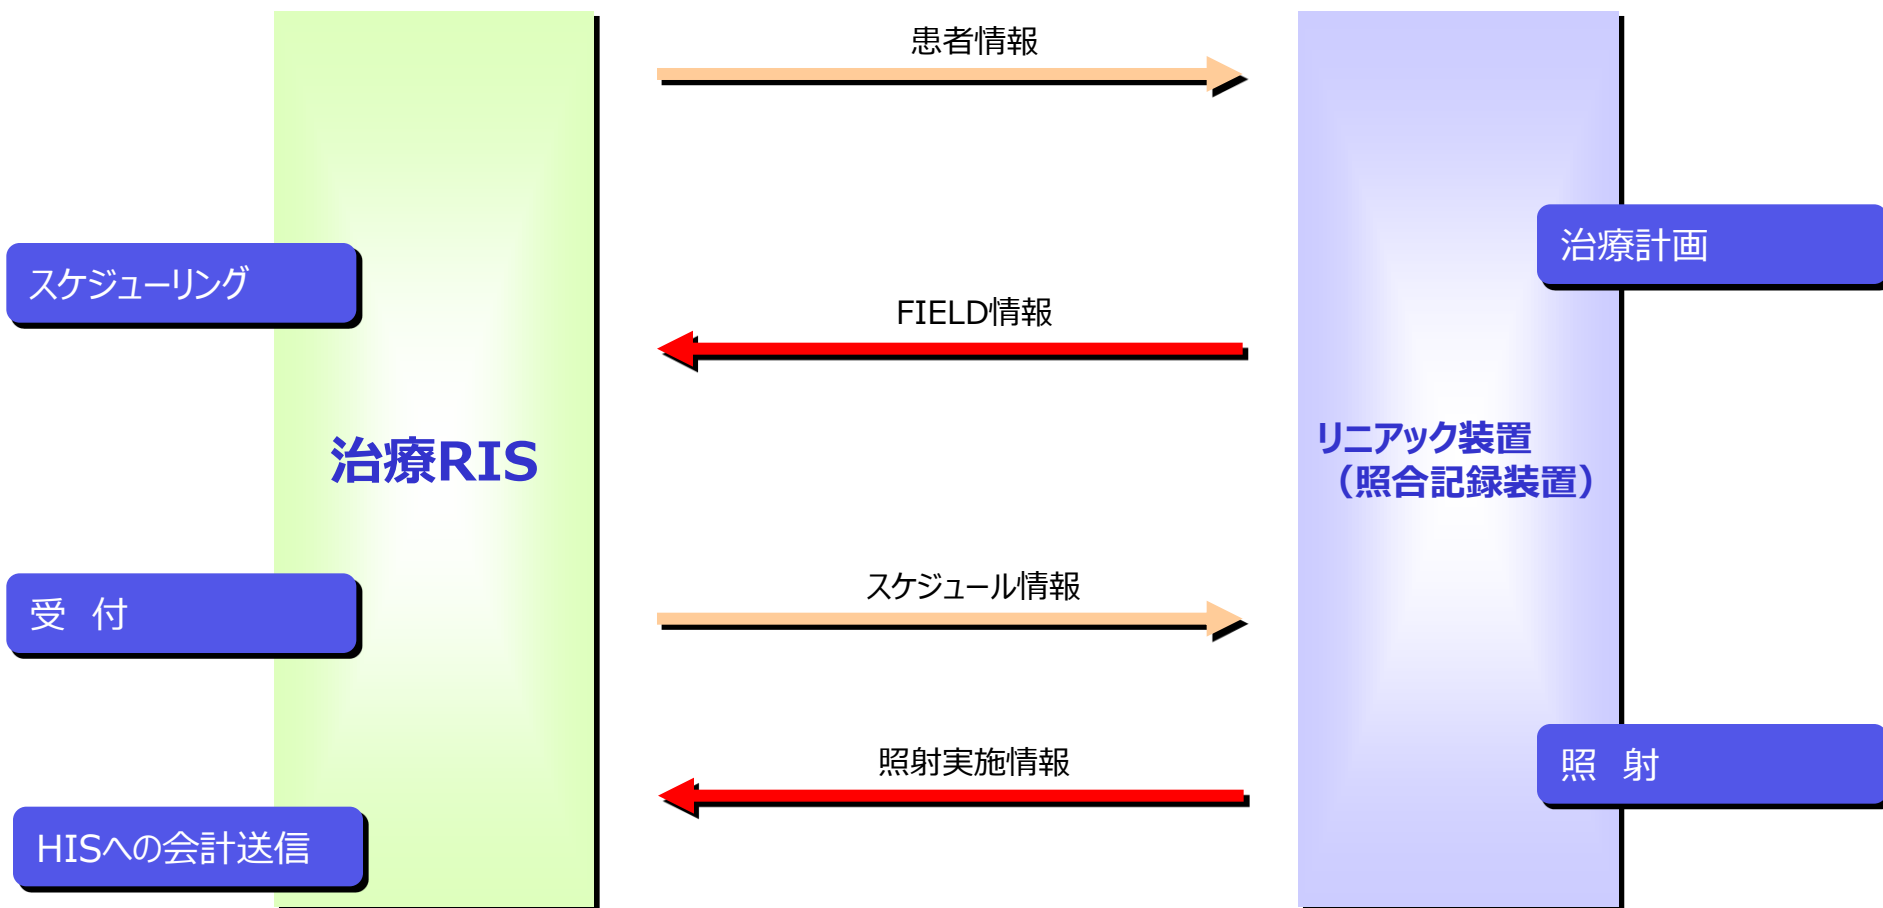 患者情報
治療計画
スケジューリング
FIELD情報
治療RIS
リニアック装置
（照合記録装置）
スケジュール情報
受　付
照射実施情報
照　射
HISへの会計送信